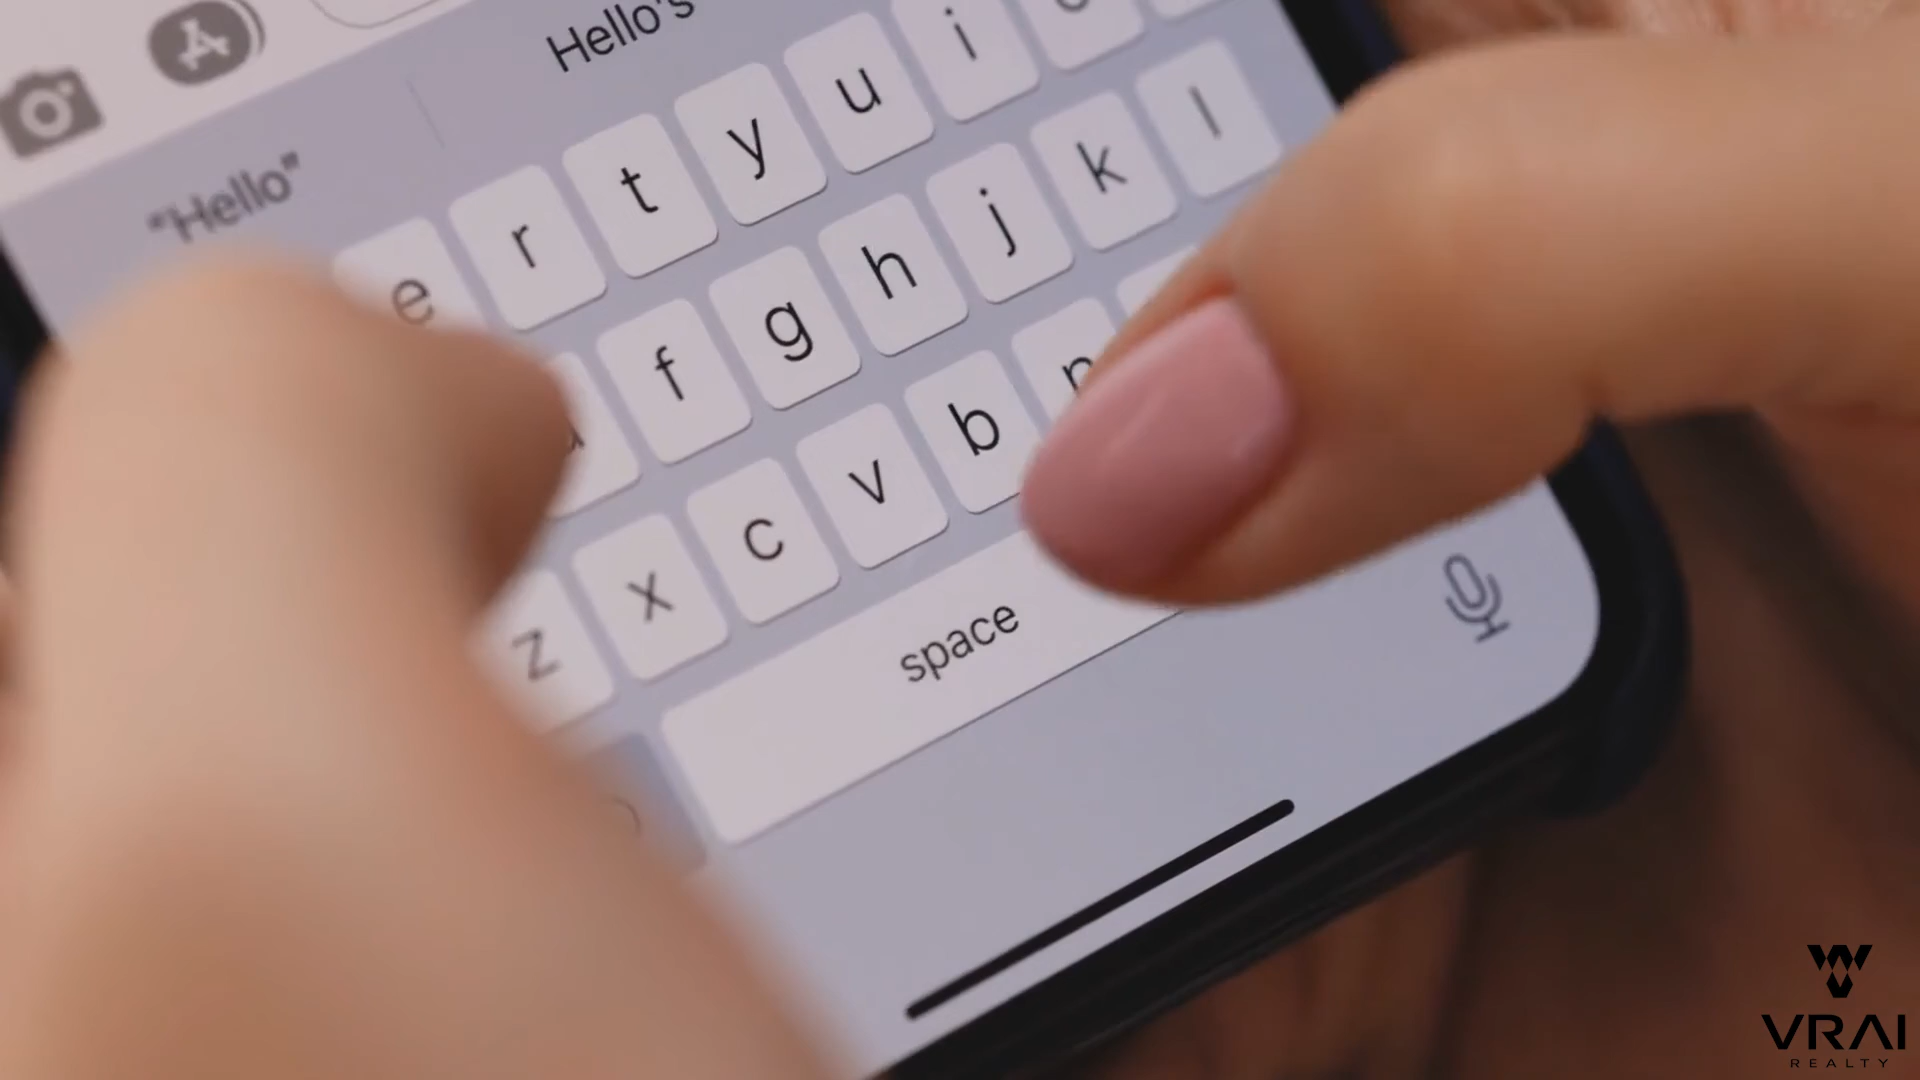 Hello's
"Hello"
e r t y u i
f g h j k l
z x c v b n
space
VRAI
REALTY